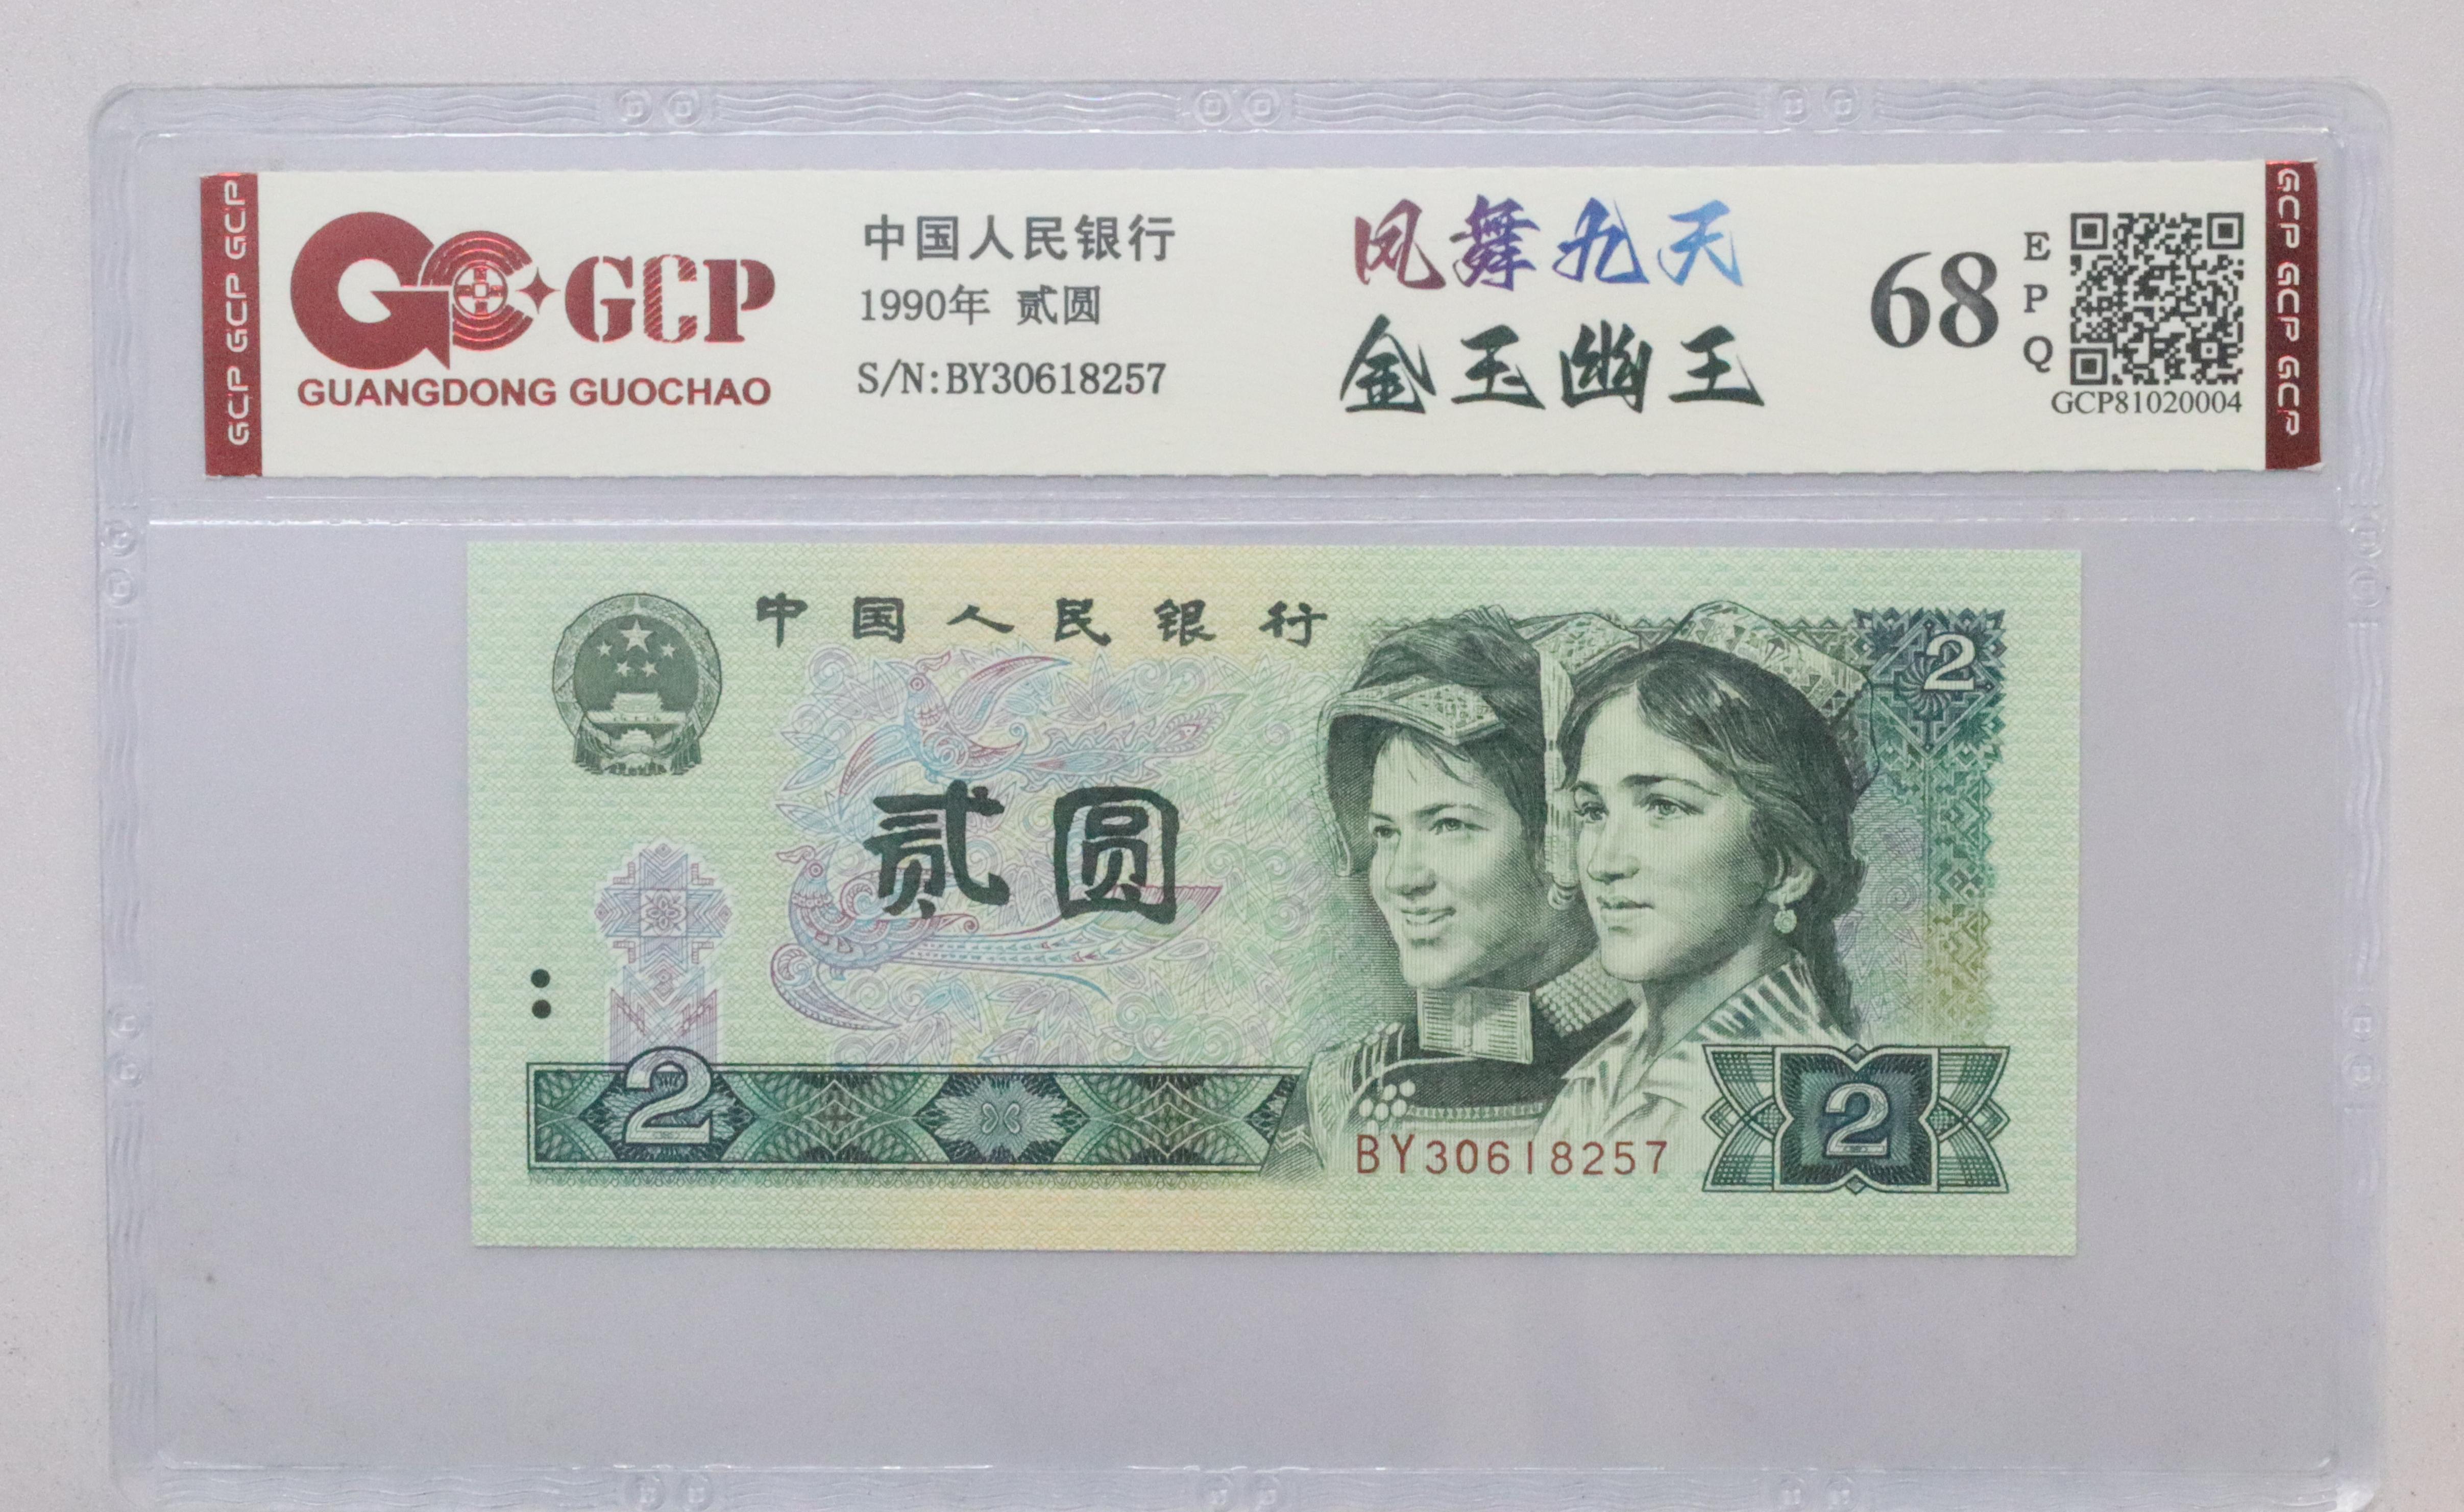 GCP GCP GCP
GCP
GUANGDONG GUOCHAO
中国人民银行
1990年 贰圆
S/N:BY30618257
凤舞九天
金玉幽王
68
EPQ
GCP81020004
GCP GCP GCP
中国人民银行
2
贰圆
2
BY30618257
2